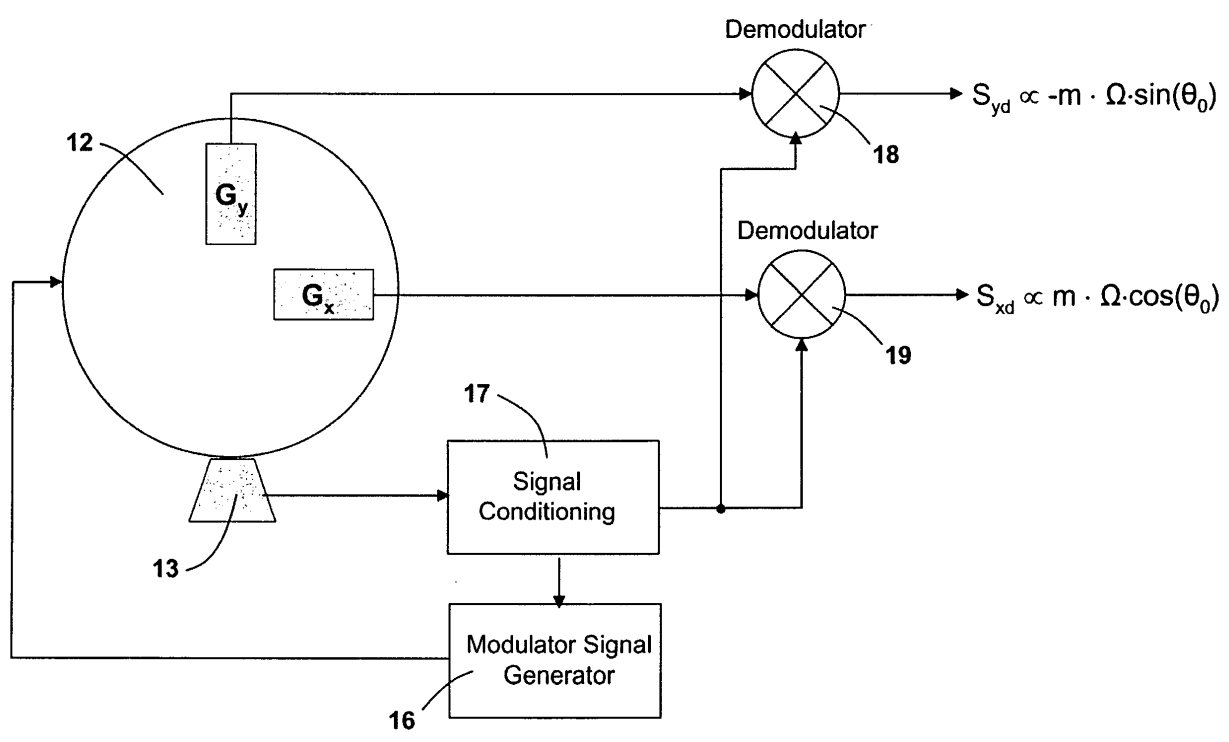 Demodulator
S_yd ∝ -m · Ω·sin(θ_0)
18
12
G_y
Demodulator
G_x
S_xd ∝ m · Ω·cos(θ_0)
19
17
Signal
Conditioning
13
Modulator Signal
Generator
16